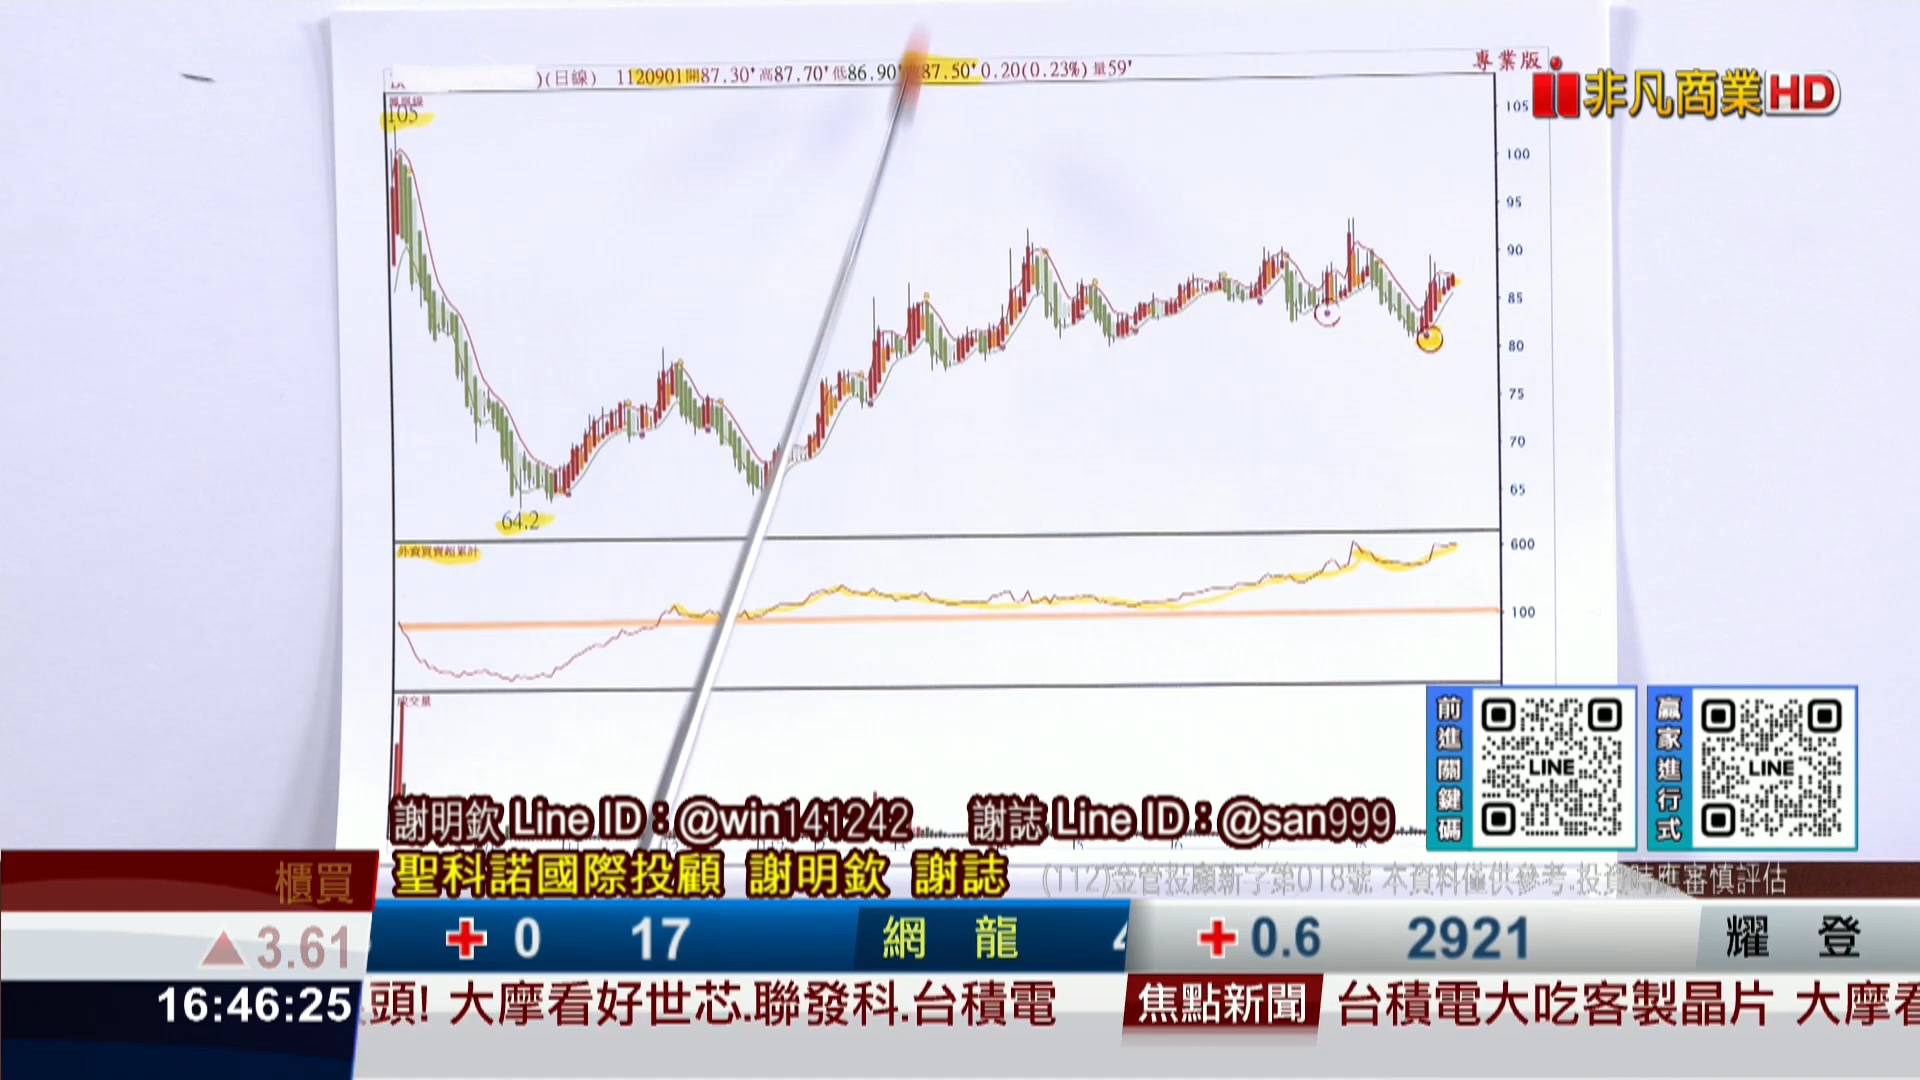 )(日線) 1120901開87.30' 高87.70' 低86.90' 87.50' 0.20(0.23%) 量59'
專業版
非凡商業HD
105
105
100
95
90
85
80
75
70
65
64.2
外資買賣超累計
600
100
成交量
前進關鍵碼
LINE
贏家進行式
LINE
謝明欽 Line ID：@win141242 謝誌 Line ID：@san999
聖科諾國際投顧 謝明欽 謝誌
(112)金管投顧新字第018號 本資料僅供參考.投資時應審慎評估
櫃買
▲3.61
+ 0 17 網龍
+ 0.6 2921 耀登
16:46:25
頭! 大摩看好世芯.聯發科.台積電
焦點新聞 台積電大吃客製晶片 大摩看